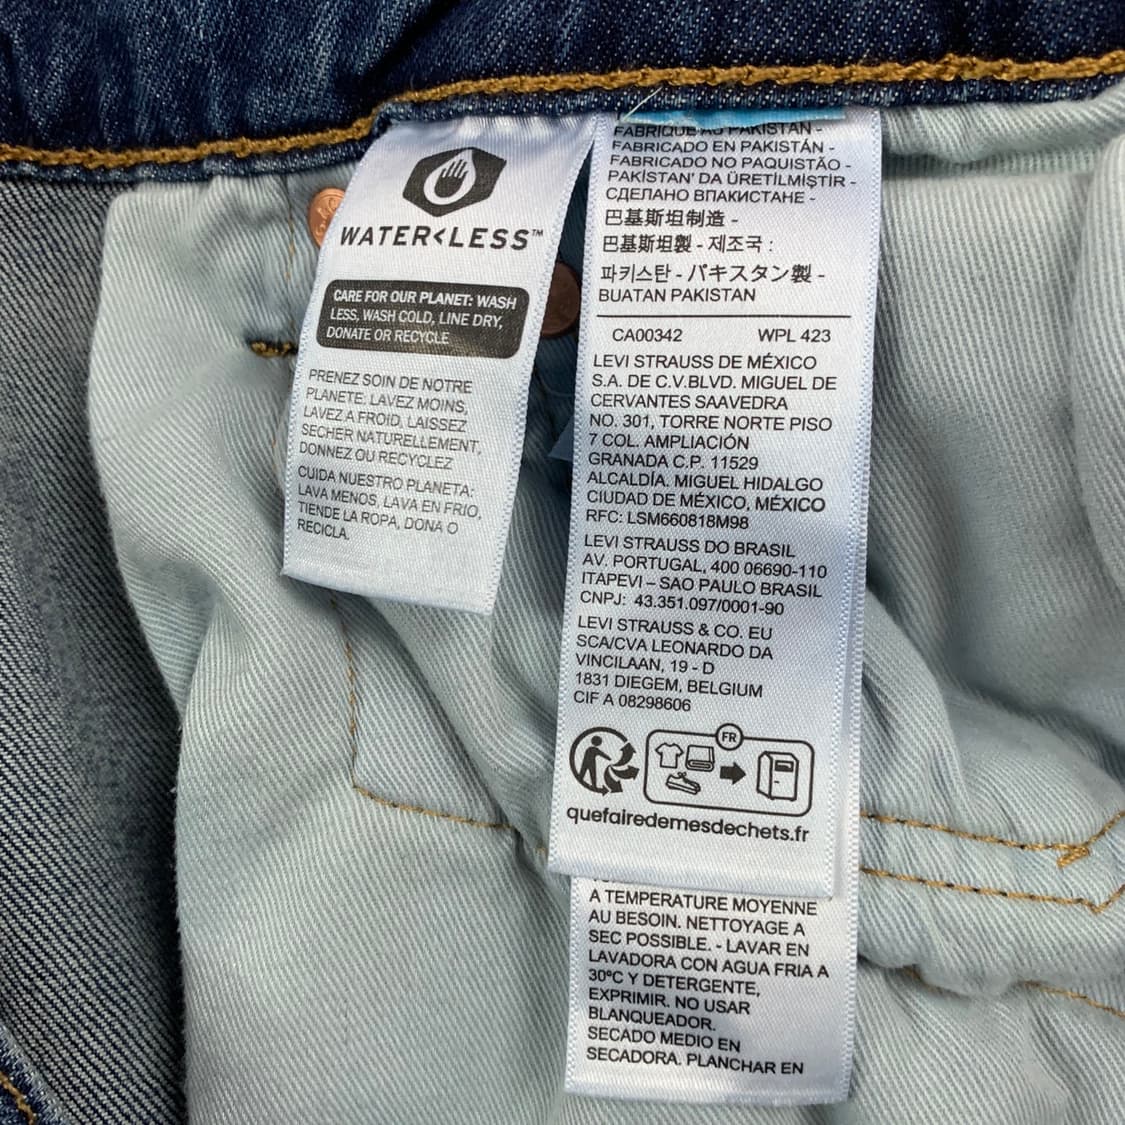 WATER<LESS™
CARE FOR OUR PLANET: WASH
LESS, WASH COLD, LINE DRY,
DONATE OR RECYCLE
PRENEZ SOIN DE NOTRE
PLANETE: LAVEZ MOINS,
LAVEZ A FROID, LAISSEZ
SECHER NATURELLEMENT,
DONNEZ OU RECYCLEZ
CUIDA NUESTRO PLANETA:
LAVA MENOS, LAVA EN FRIO,
TIENDE LA ROPA, DONA O
RECICLA.
FABRIQUE AU PAKISTAN -
FABRICADO EN PAKISTÁN -
FABRICADO NO PAQUISTÃO -
PAKİSTAN' DA ÜRETİLMİŞTİR -
СДЕЛАНО ВПАКИСТАНЕ -
巴基斯坦制造 -
巴基斯坦製 - 제조국 :
파키스탄 - パキスタン製 -
BUATAN PAKISTAN
CA00342 WPL 423
LEVI STRAUSS DE MÉXICO
S.A. DE C.V.BLVD. MIGUEL DE
CERVANTES SAAVEDRA
NO. 301, TORRE NORTE PISO
7 COL. AMPLIACIÓN
GRANADA C.P. 11529
ALCALDÍA. MIGUEL HIDALGO
CIUDAD DE MÉXICO, MÉXICO
RFC: LSM660818M98
LEVI STRAUSS DO BRASIL
AV. PORTUGAL, 400 06690-110
ITAPEVI – SAO PAULO BRASIL
CNPJ: 43.351.097/0001-90
LEVI STRAUSS & CO. EU
SCA/CVA LEONARDO DA
VINCILAAN, 19 - D
1831 DIEGEM, BELGIUM
CIF A 08298606
FR
quefairedemesdechets.fr
A TEMPERATURE MOYENNE
AU BESOIN. NETTOYAGE A
SEC POSSIBLE. - LAVAR EN
LAVADORA CON AGUA FRIA A
30ºC Y DETERGENTE,
EXPRIMIR. NO USAR
BLANQUEADOR.
SECADO MEDIO EN
SECADORA. PLANCHAR EN